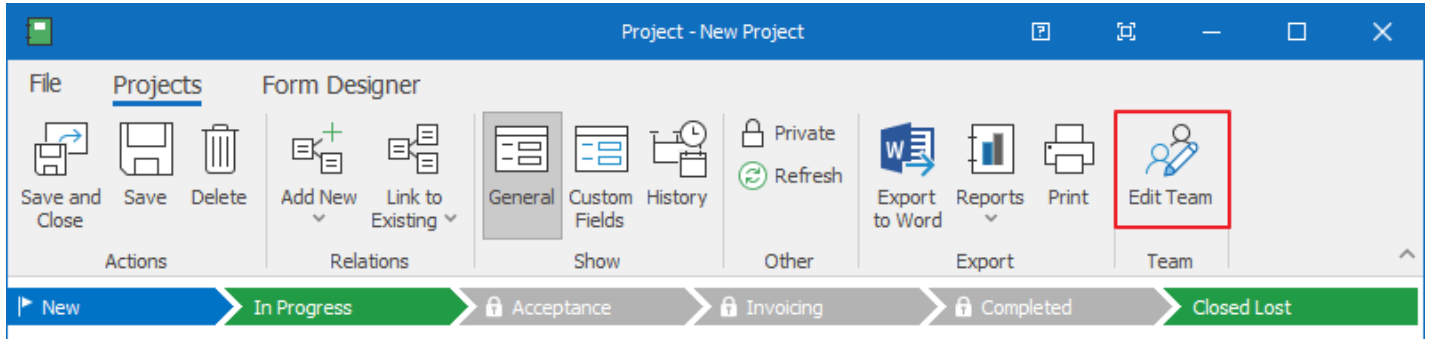 Project - New Project
File Projects Form Designer
Save and Close
Save
Delete
Add New
Link to Existing
General
Custom Fields
History
Private
Refresh
W
Export to Word
Reports
Print
Edit Team
Actions Relations Show Other Export Team
New In Progress Acceptance Invoicing Completed Closed Lost